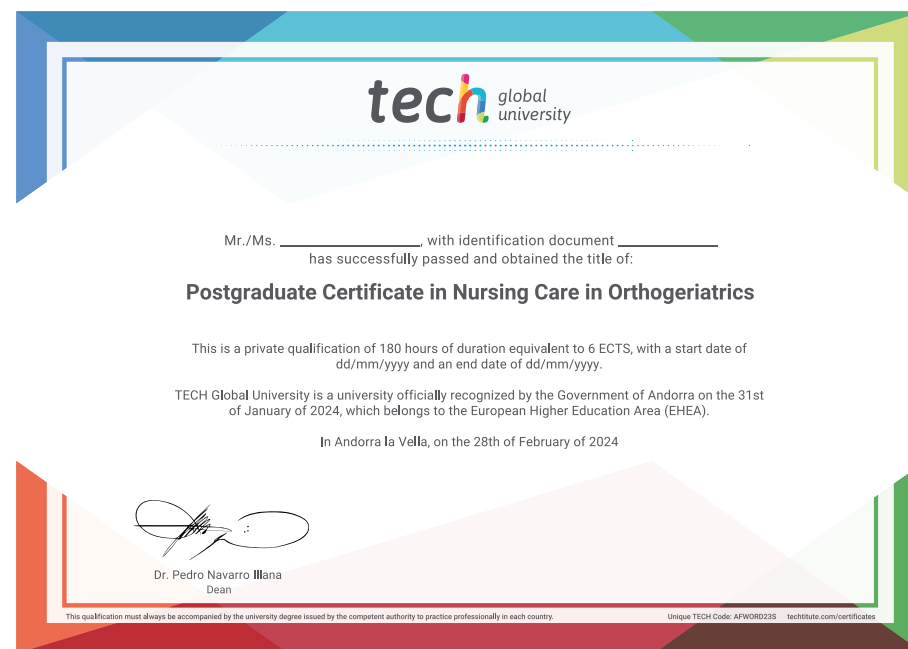 tech global
university
Mr./Ms. ____________________, with identification document ______________
has successfully passed and obtained the title of:
Postgraduate Certificate in Nursing Care in Orthogeriatrics
This is a private qualification of 180 hours of duration equivalent to 6 ECTS, with a start date of
dd/mm/yyyy and an end date of dd/mm/yyyy.
TECH Global University is a university officially recognized by the Government of Andorra on the 31st
of January of 2024, which belongs to the European Higher Education Area (EHEA).
In Andorra la Vella, on the 28th of February of 2024
Dr. Pedro Navarro Illana
Dean
This qualification must always be accompanied by the university degree issued by the competent authority to practice professionally in each country.
Unique TECH Code: AFWORD23S techtitute.com/certificates